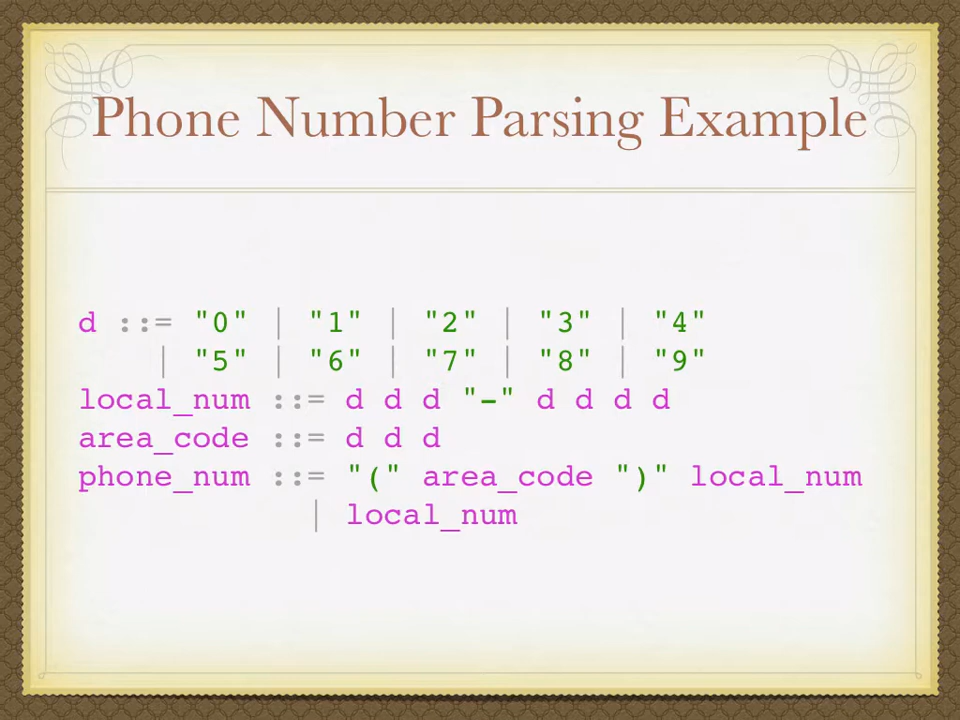 Phone Number Parsing Example
d ::= "0" | "1" | "2" | "3" | "4"
| "5" | "6" | "7" | "8" | "9"
local_num ::= d d d "-" d d d d
area_code ::= d d d
phone_num ::= "(" area_code ")" local_num
| local_num